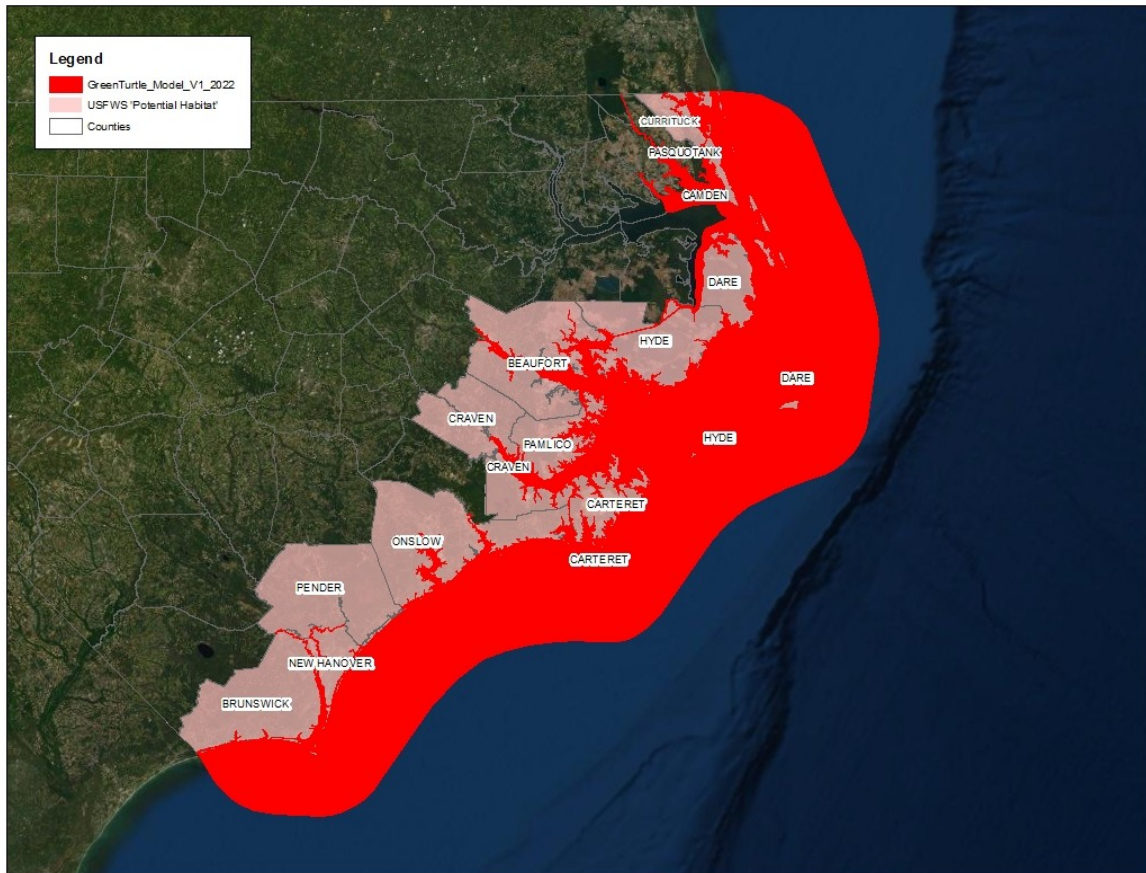 Legend
GreenTurtle_Model_V1_2022
USFWS 'Potential Habitat'
Counties
CURRITUCK
PASQUOTANK
CAMDEN
DARE
HYDE
BEAUFORT
DARE
CRAVEN
HYDE
PAMLICO
CRAVEN
CARTERET
ONSLOW
CARTERET
PENDER
NEW HANOVER
BRUNSWICK